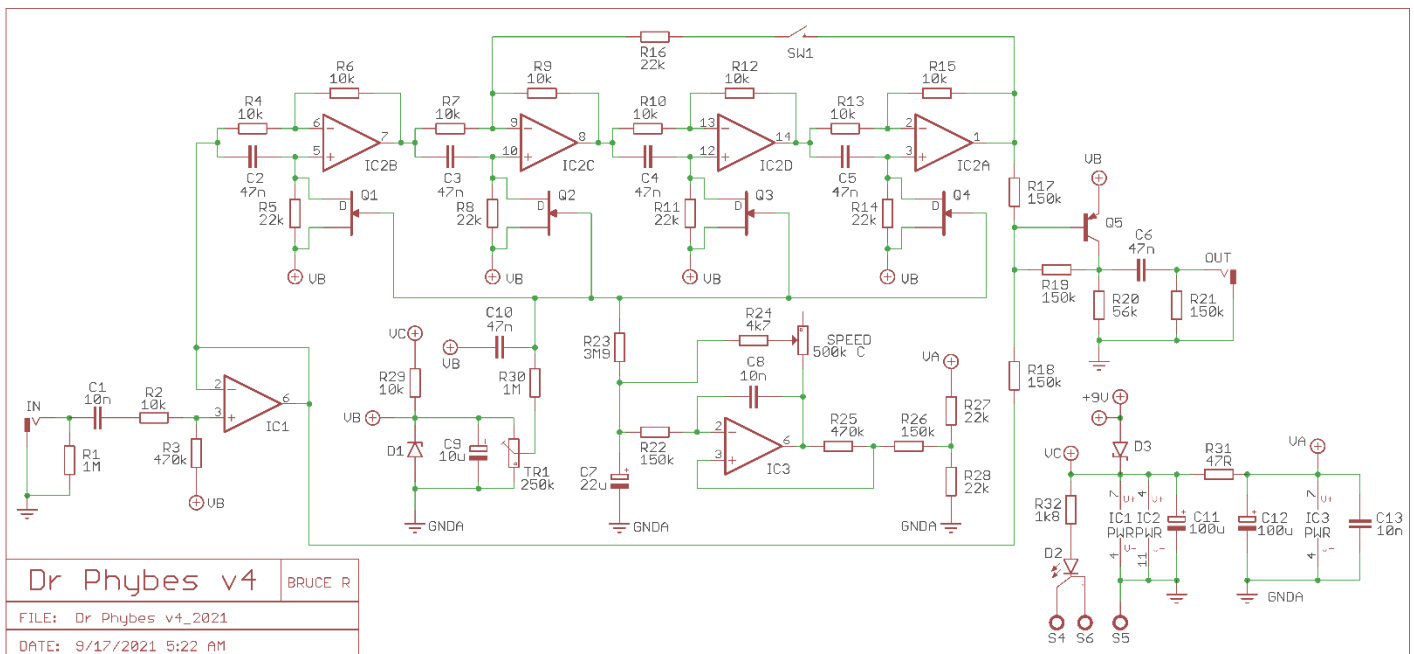 R16
22k
SW1
R6
10k
R9
10k
R12
10k
R15
10k
R4
10k
R7
10k
R10
10k
R13
10k
6
5
7
9
10
8
13
12
14
2
3
1
IC2B
IC2C
IC2D
IC2A
C2
47n
C3
47n
C4
47n
C5
47n
Q1
D
Q2
D
Q3
D
Q4
D
R5
22k
R8
22k
R11
22k
R14
22k
VB
VB
VB
VB
R17
150k
VB
Q5
C6
47n
OUT
R19
150k
R20
56k
R21
150k
C10
47n
VC
VB
R23
3M9
R24
4k7
SPEED
500k C
C8
10n
VA
R18
150k
R29
10k
R30
1M
VB
D1
C9
10u
TR1
250k
R22
150k
2
3
6
IC3
R25
470k
R26
150k
R27
22k
R28
22k
C7
22u
GNDA
GNDA
GNDA
IN
C1
10n
R2
10k
2
3
6
IC1
R1
1M
R3
470k
VB
+9V
D3
VC
R31
47R
VA
R32
1k8
7
V+
4
V+
IC1
PWR
IC2
PWR
V-
4
11
C11
100u
C12
100u
7
V+
IC3
PWR
V-
4
C13
10n
D2
GNDA
S4
S6
S5
Dr Phybes v4
BRUCE R
FILE: Dr Phybes v4_2021
DATE: 9/17/2021 5:22 AM